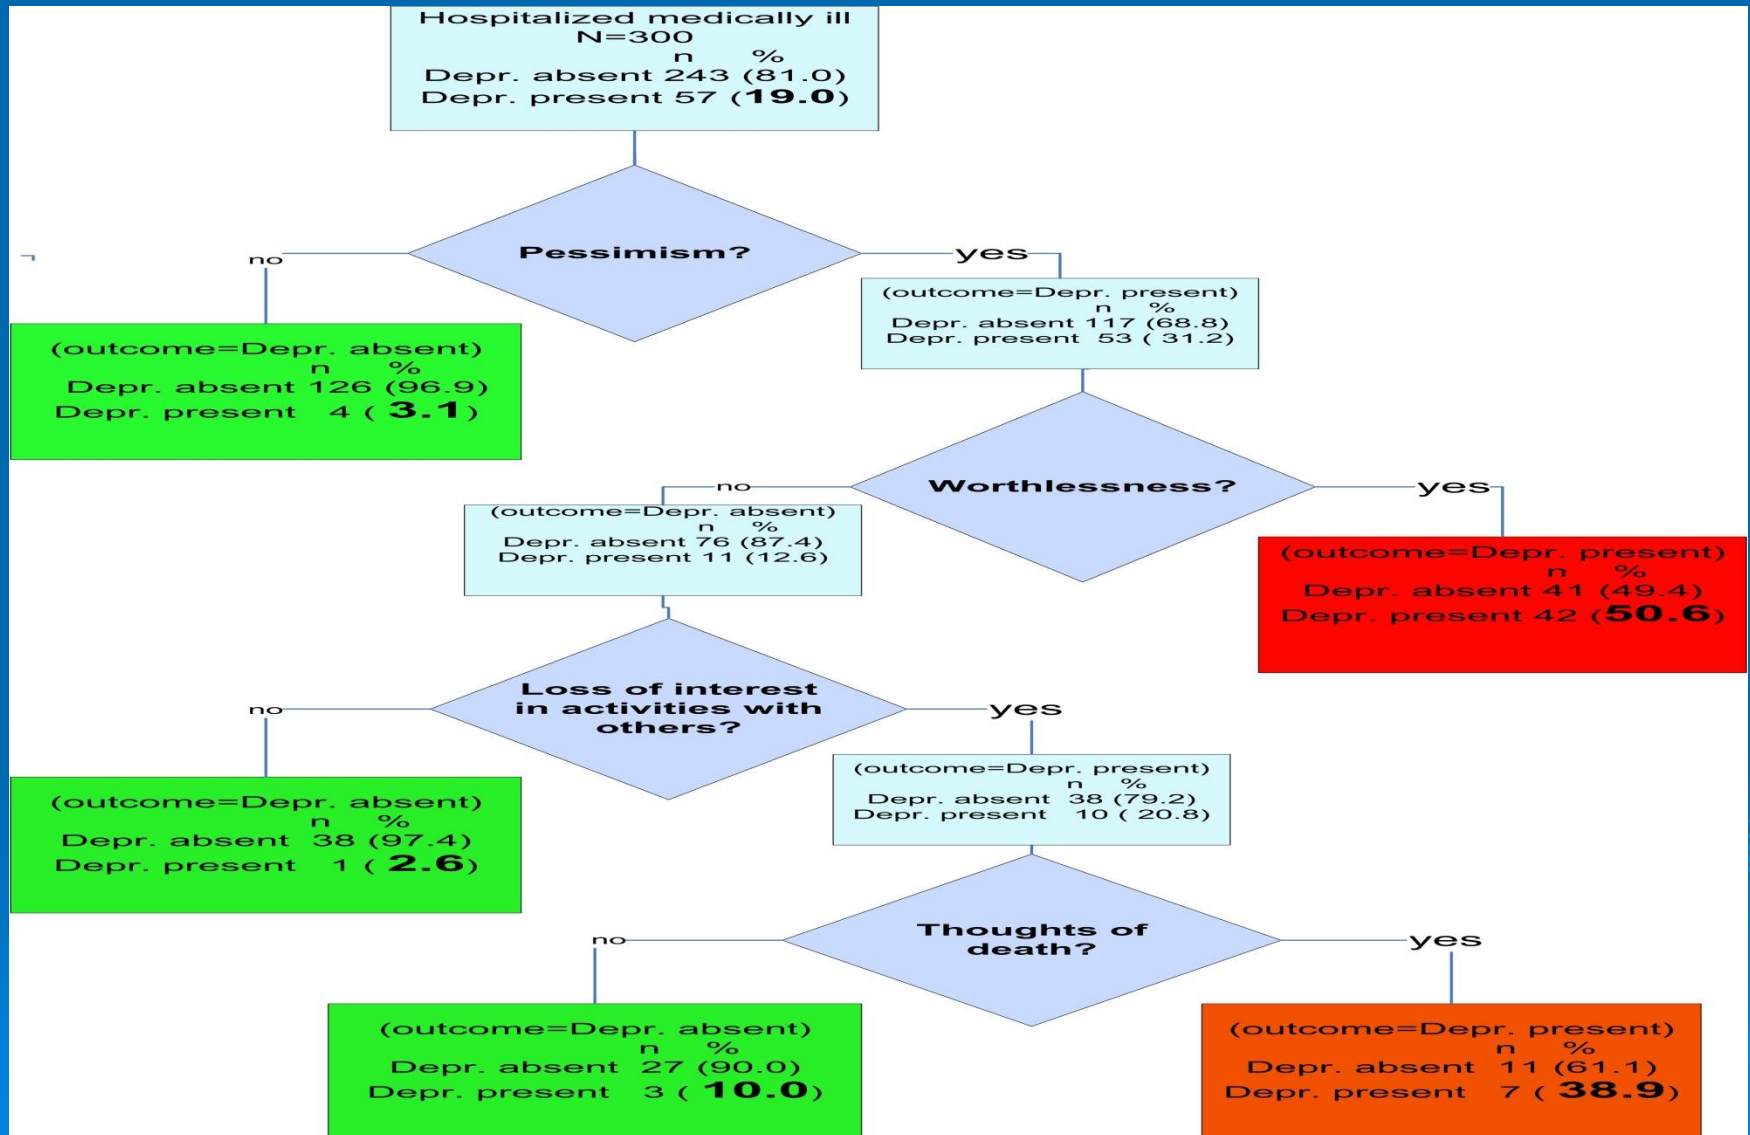 Hospitalized medically ill
N=300
n %
Depr. absent 243 (81.0)
Depr. present 57 (19.0)
Pessimism?
no
yes
(outcome=Depr. present)
n %
Depr. absent 117 (68.8)
Depr. present 53 ( 31.2)
(outcome=Depr. absent)
n %
Depr. absent 126 (96.9)
Depr. present 4 ( 3.1)
Worthlessness?
no
yes
(outcome=Depr. absent)
n %
Depr. absent 76 (87.4)
Depr. present 11 (12.6)
(outcome=Depr. present)
n %
Depr. absent 41 (49.4)
Depr. present 42 (50.6)
Loss of interest
in activities with
others?
no
yes
(outcome=Depr. present)
n %
Depr. absent 38 (79.2)
Depr. present 10 ( 20.8)
(outcome=Depr. absent)
n %
Depr. absent 38 (97.4)
Depr. present 1 ( 2.6)
Thoughts of
death?
no
yes
(outcome=Depr. absent)
n %
Depr. absent 27 (90.0)
Depr. present 3 ( 10.0)
(outcome=Depr. present)
n %
Depr. absent 11 (61.1)
Depr. present 7 ( 38.9)